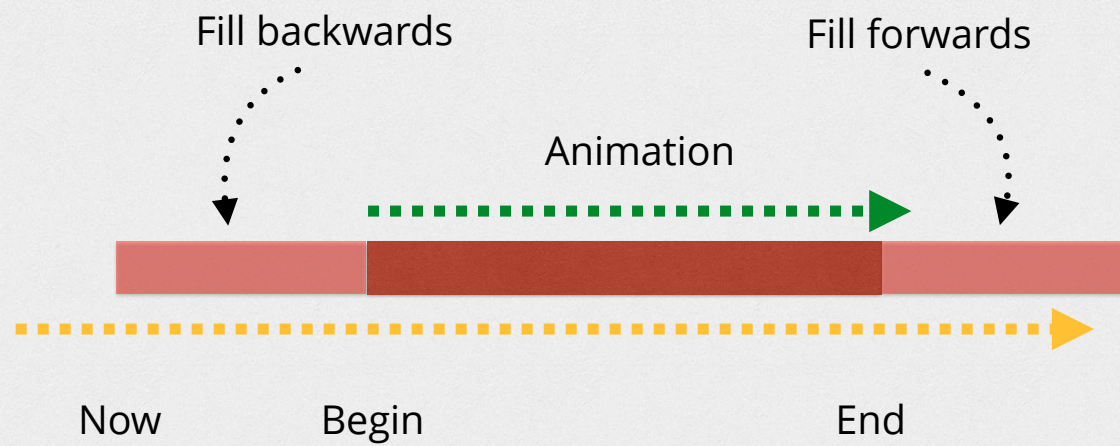 Fill backwards
Fill forwards
Animation
Now
Begin
End